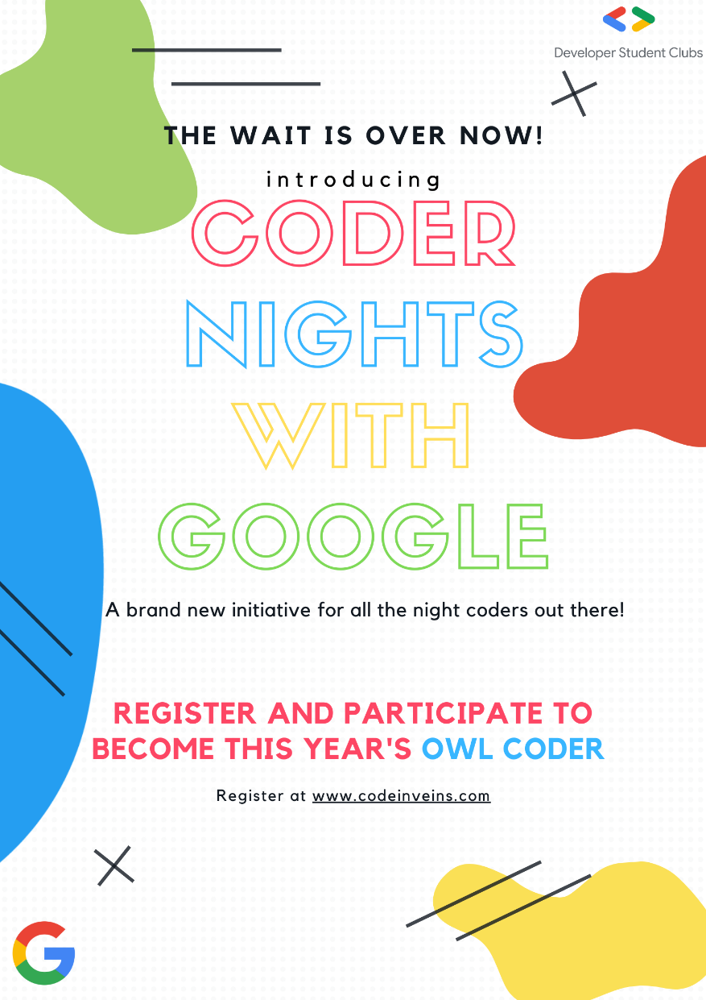 Developer Student Clubs
THE WAIT IS OVER NOW!
introducing
CODER
NIGHTS
WITH
GOOGLE
A brand new initiative for all the night coders out there!
REGISTER AND PARTICIPATE TO
BECOME THIS YEAR'S OWL CODER
Register at www.codeinveins.com
G